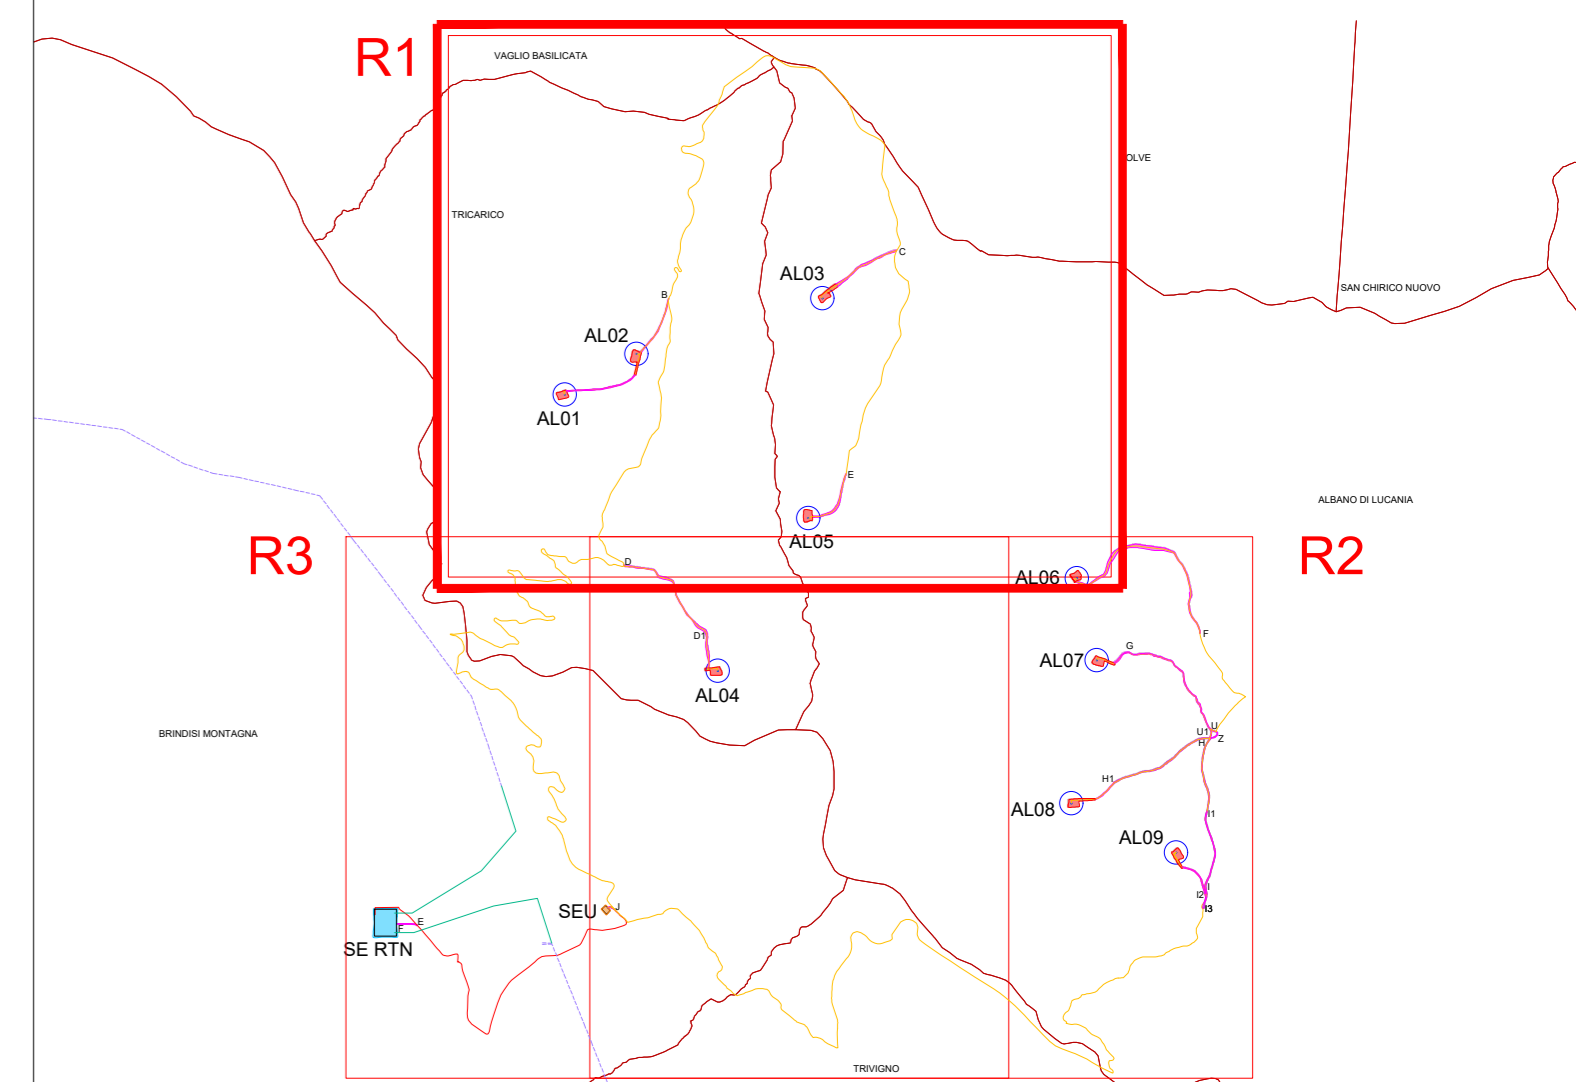 R1
VAGLIO BASILICATA
OLVE
TRICARICO
C
AL03
SAN CHIRICO NUOVO
B
AL02
AL01
E
ALBANO DI LUCANIA
AL05
R3
R2
D
AL06
D1
F
G
AL07
AL04
U
U1
Z
H
BRINDISI MONTAGNA
H1
AL08
I1
AL09
I
I2
I3
SEU
J
E
F
SE RTN
TRIVIGNO